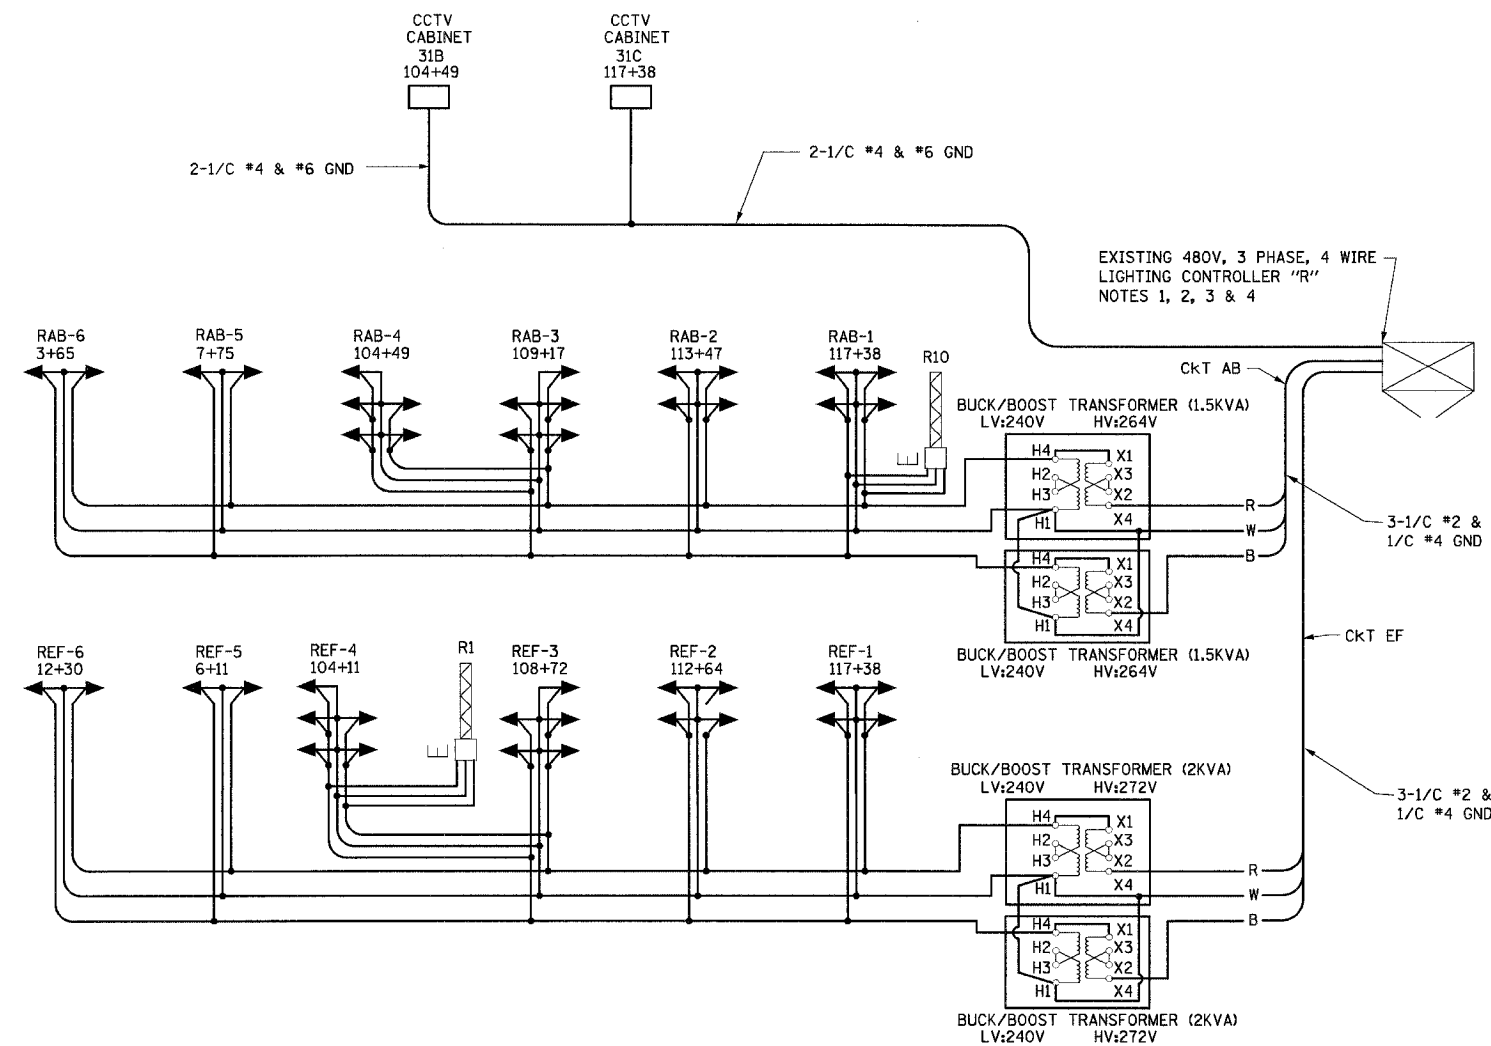 CCTV
CABINET
31B
104+49
CCTV
CABINET
31C
117+38
2-1/C #4 & #6 GND
2-1/C #4 & #6 GND
EXISTING 480V, 3 PHASE, 4 WIRE
LIGHTING CONTROLLER "R"
NOTES 1, 2, 3 & 4
RAB-6
3+65
RAB-5
7+75
RAB-4
104+49
RAB-3
109+17
RAB-2
113+47
RAB-1
117+38
R10
E
CKT AB
BUCK/BOOST TRANSFORMER (1.5KVA)
LV:240V HV:264V
H4 X1
H2 X3
H3 X2
H1 X4
R
W
B
3-1/C #2 &
1/C #4 GND
H4 X1
H2 X3
H3 X2
H1 X4
BUCK/BOOST TRANSFORMER (1.5KVA)
LV:240V HV:264V
CKT EF
REF-6
12+30
REF-5
6+11
REF-4
104+11
R1
E
REF-3
108+72
REF-2
112+64
REF-1
117+38
BUCK/BOOST TRANSFORMER (2KVA)
LV:240V HV:272V
3-1/C #2 &
1/C #4 GND
H4 X1
H2 X3
H3 X2
H1 X4
R
W
B
H4 X1
H2 X3
H3 X2
H1 X4
BUCK/BOOST TRANSFORMER (2KVA)
LV:240V HV:272V